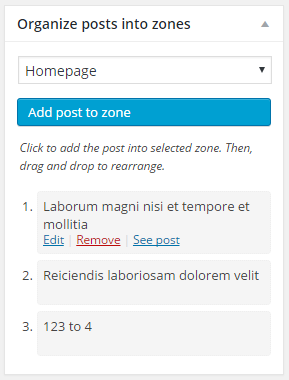 Organize posts into zones
Homepage
Add post to zone
Click to add the post into selected zone. Then,
drag and drop to rearrange.
1. Laborum magni nisi et tempore et
mollitia
Edit | Remove | See post
2. Reiciendis laboriosam dolorem velit
3. 123 to 4